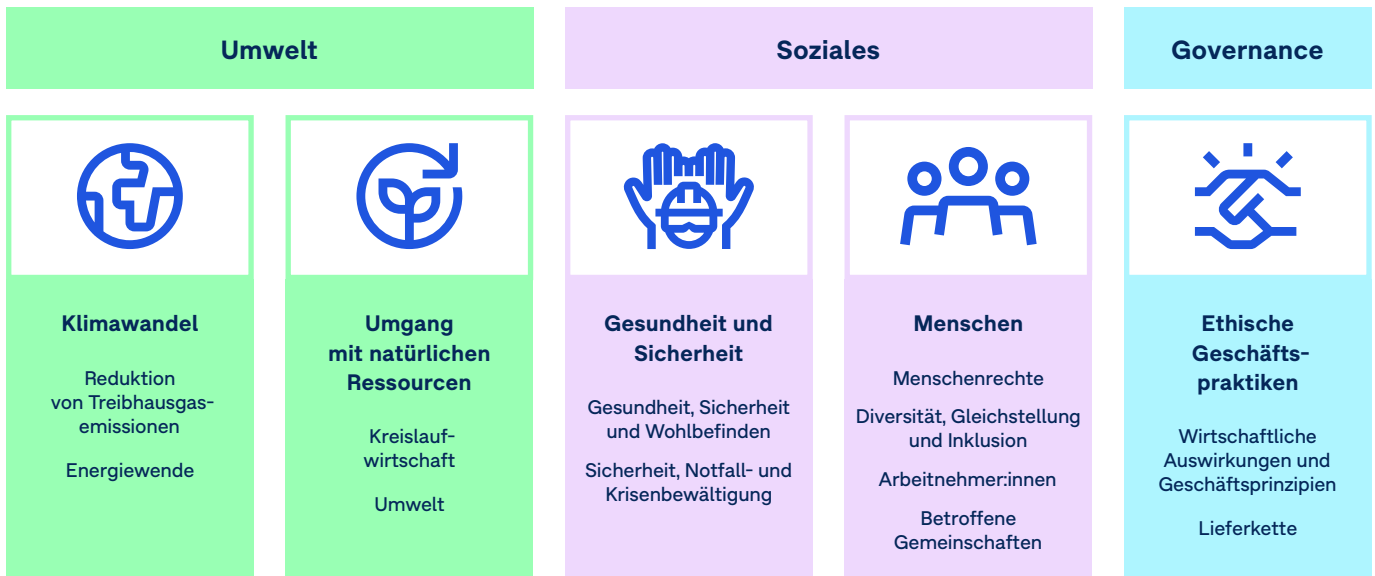 Umwelt
Soziales
Governance
Klimawandel
Reduktion
von Treibhausgas-
emissionen
Energiewende
Umgang
mit natürlichen
Ressourcen
Kreislauf-
wirtschaft
Umwelt
Gesundheit und
Sicherheit
Gesundheit, Sicherheit
und Wohlbefinden
Sicherheit, Notfall- und
Krisenbewältigung
Menschen
Menschenrechte
Diversität, Gleichstellung
und Inklusion
Arbeitnehmer:innen
Betroffene
Gemeinschaften
Ethische
Geschäfts-
praktiken
Wirtschaftliche
Auswirkungen und
Geschäftsprinzipien
Lieferkette